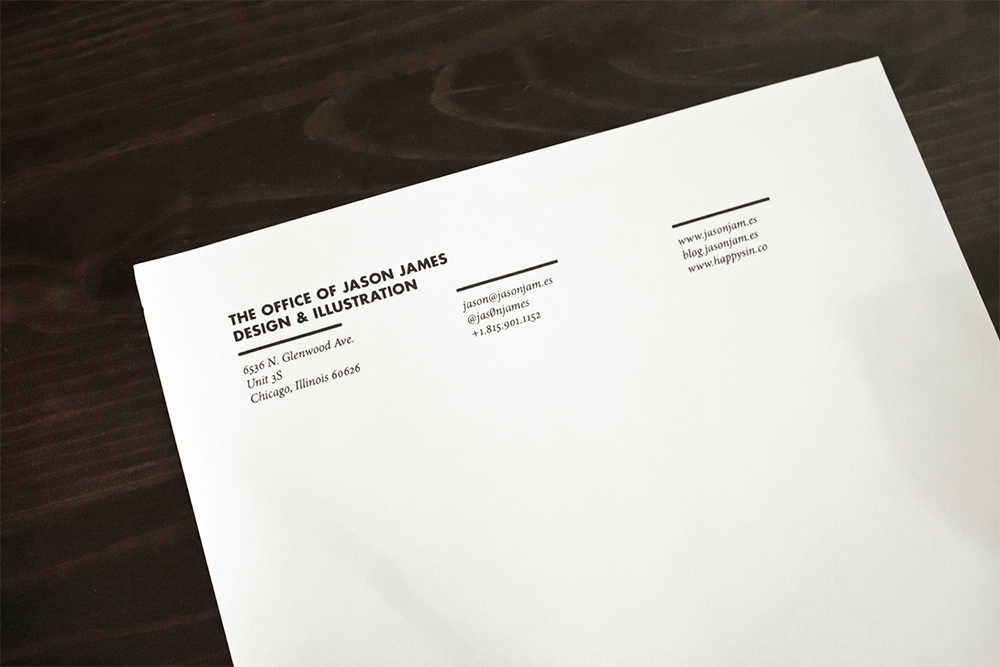 THE OFFICE OF JASON JAMES
DESIGN & ILLUSTRATION
6536 N. Glenwood Ave.
Unit 3S
Chicago, Illinois 60626
jason@jasonjam.es
@jas0njames
+1.815.901.1152
www.jasonjam.es
blog.jasonjam.es
www.happysin.co